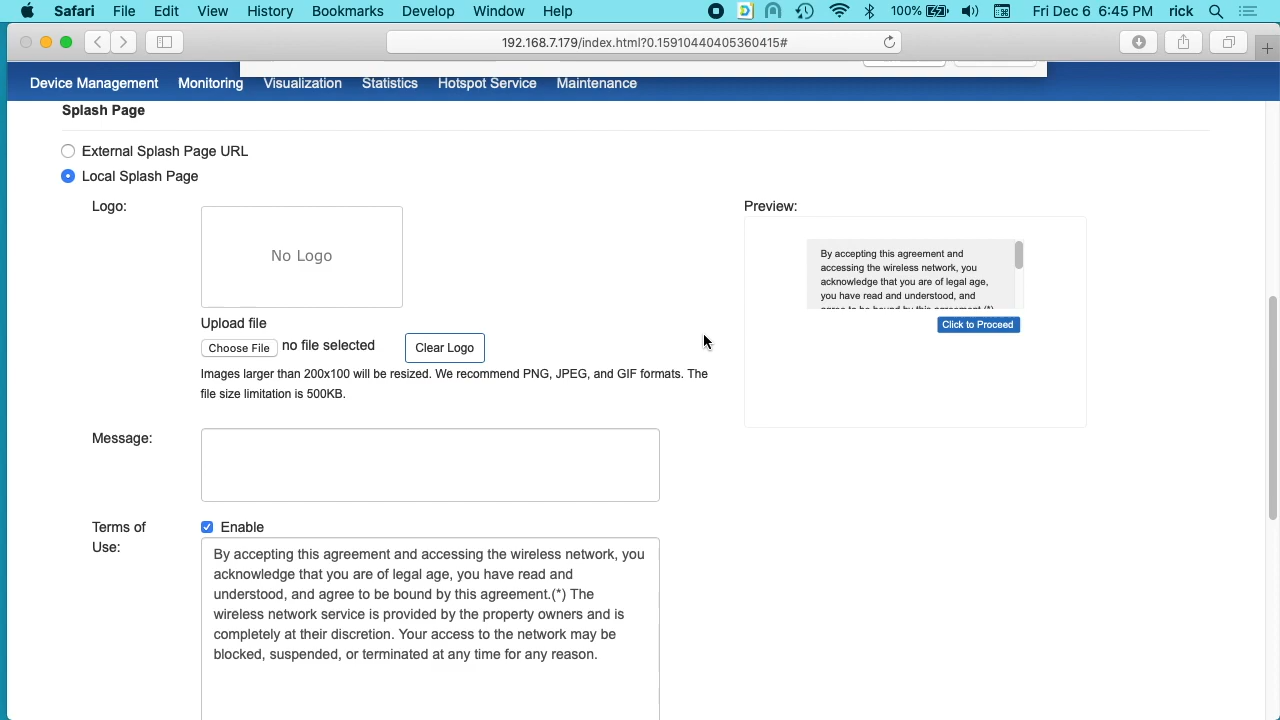 Safari File Edit View History Bookmarks Develop Window Help 100% Fri Dec 6 6:45 PM rick
192.168.7.179/index.html?0.15910440405360415#
Device Management Monitoring Visualization Statistics Hotspot Service Maintenance
Splash Page
External Splash Page URL
Local Splash Page
Logo:
No Logo
Upload file
Choose File no file selected Clear Logo
Images larger than 200x100 will be resized. We recommend PNG, JPEG, and GIF formats. The
file size limitation is 500KB.
Preview:
By accepting this agreement and
accessing the wireless network, you
acknowledge that you are of legal age,
you have read and understood, and
agree to be bound by this agreement.(*)
Click to Proceed
Message:
Terms of
Use:
Enable
By accepting this agreement and accessing the wireless network, you
acknowledge that you are of legal age, you have read and
understood, and agree to be bound by this agreement.(*) The
wireless network service is provided by the property owners and is
completely at their discretion. Your access to the network may be
blocked, suspended, or terminated at any time for any reason.